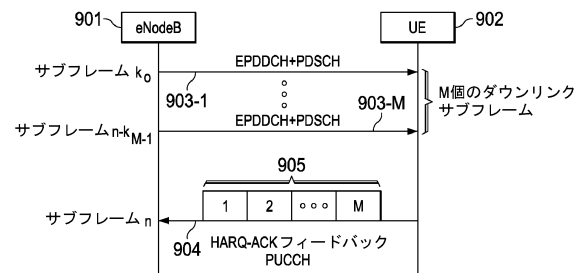 901
eNodeB
UE
902
EPDDCH+PDSCH
サブフレーム k0
903-1
M個のダウンリンク
サブフレーム
903-M
EPDDCH+PDSCH
サブフレーム n-kM-1
905
1 2 M
サブフレーム n
904
HARQ-ACKフィードバック
PUCCH